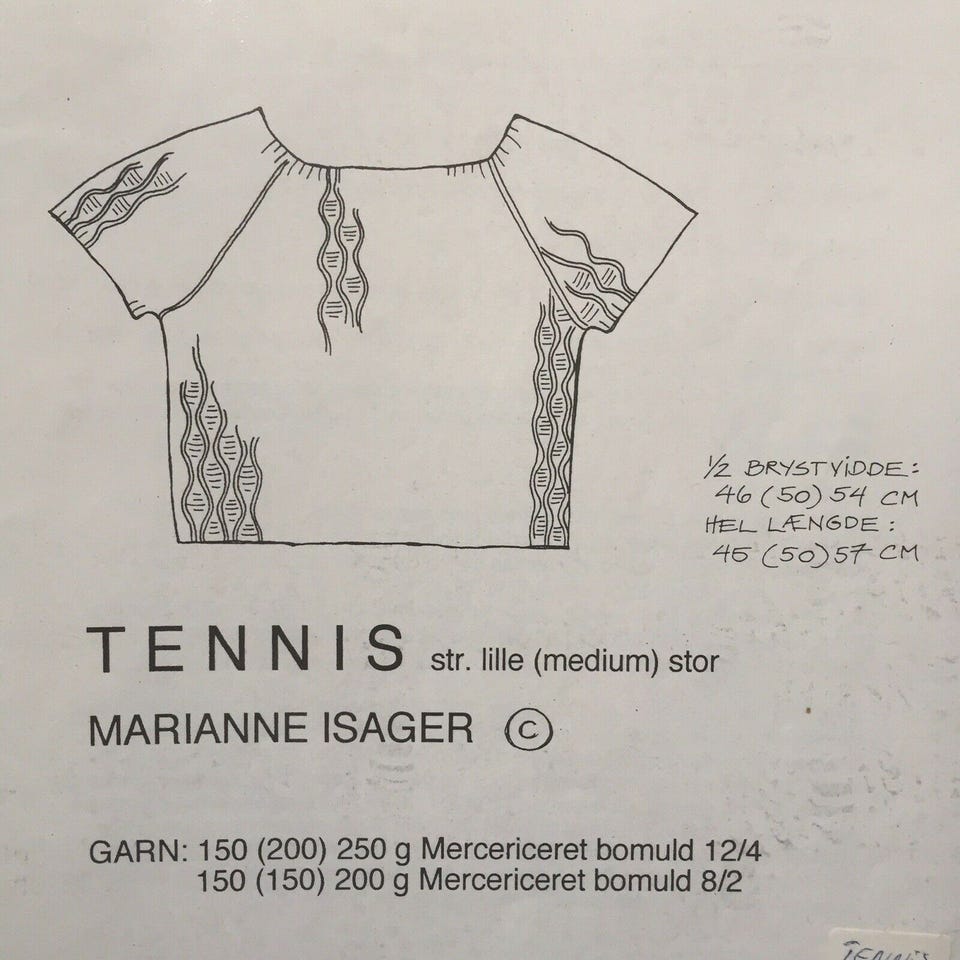 ½ BRYSTVIDDE:
46 (50) 54 CM
HEL LÆNGDE:
45 (50) 57 CM
TENNIS str. lille (medium) stor
MARIANNE ISAGER ©
GARN: 150 (200) 250 g Mercericeret bomuld 12/4
150 (150) 200 g Mercericeret bomuld 8/2
TENNIS